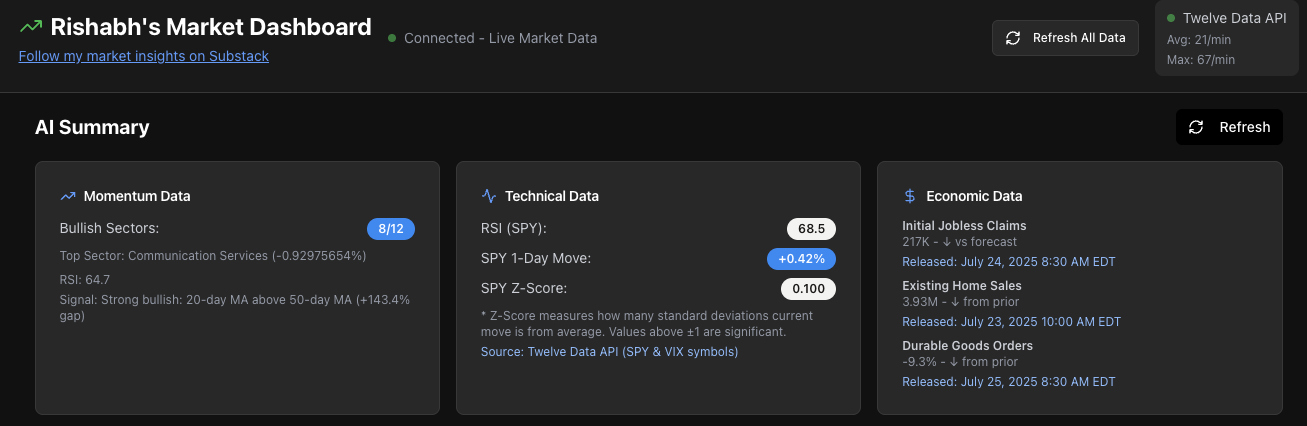 Rishabh's Market Dashboard
Follow my market insights on Substack
Connected - Live Market Data
Refresh All Data
Twelve Data API
Avg: 21/min
Max: 67/min
AI Summary
Refresh
Momentum Data
Bullish Sectors: 8/12
Top Sector: Communication Services (-0.92975654%)
RSI: 64.7
Signal: Strong bullish: 20-day MA above 50-day MA (+143.4%
gap)
Technical Data
RSI (SPY): 68.5
SPY 1-Day Move: +0.42%
SPY Z-Score: 0.100
* Z-Score measures how many standard deviations current
move is from average. Values above ±1 are significant.
Source: Twelve Data API (SPY & VIX symbols)
Economic Data
Initial Jobless Claims
217K - ↓ vs forecast
Released: July 24, 2025 8:30 AM EDT
Existing Home Sales
3.93M - ↓ from prior
Released: July 23, 2025 10:00 AM EDT
Durable Goods Orders
-9.3% - ↓ from prior
Released: July 25, 2025 8:30 AM EDT